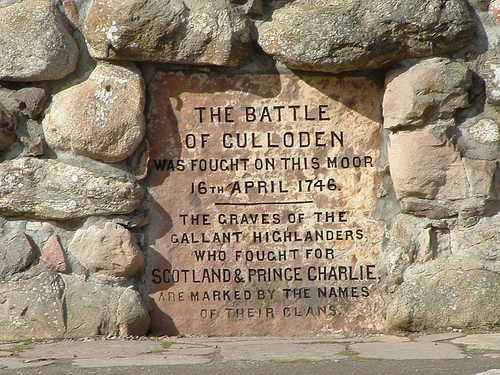 THE BATTLE
OF CULLODEN
WAS FOUGHT ON THIS MOOR
16TH APRIL 1746.
THE GRAVES OF THE
GALLANT HIGHLANDERS
WHO FOUGHT FOR
SCOTLAND & PRINCE CHARLIE,
ARE MARKED BY THE NAMES
OF THEIR CLANS.